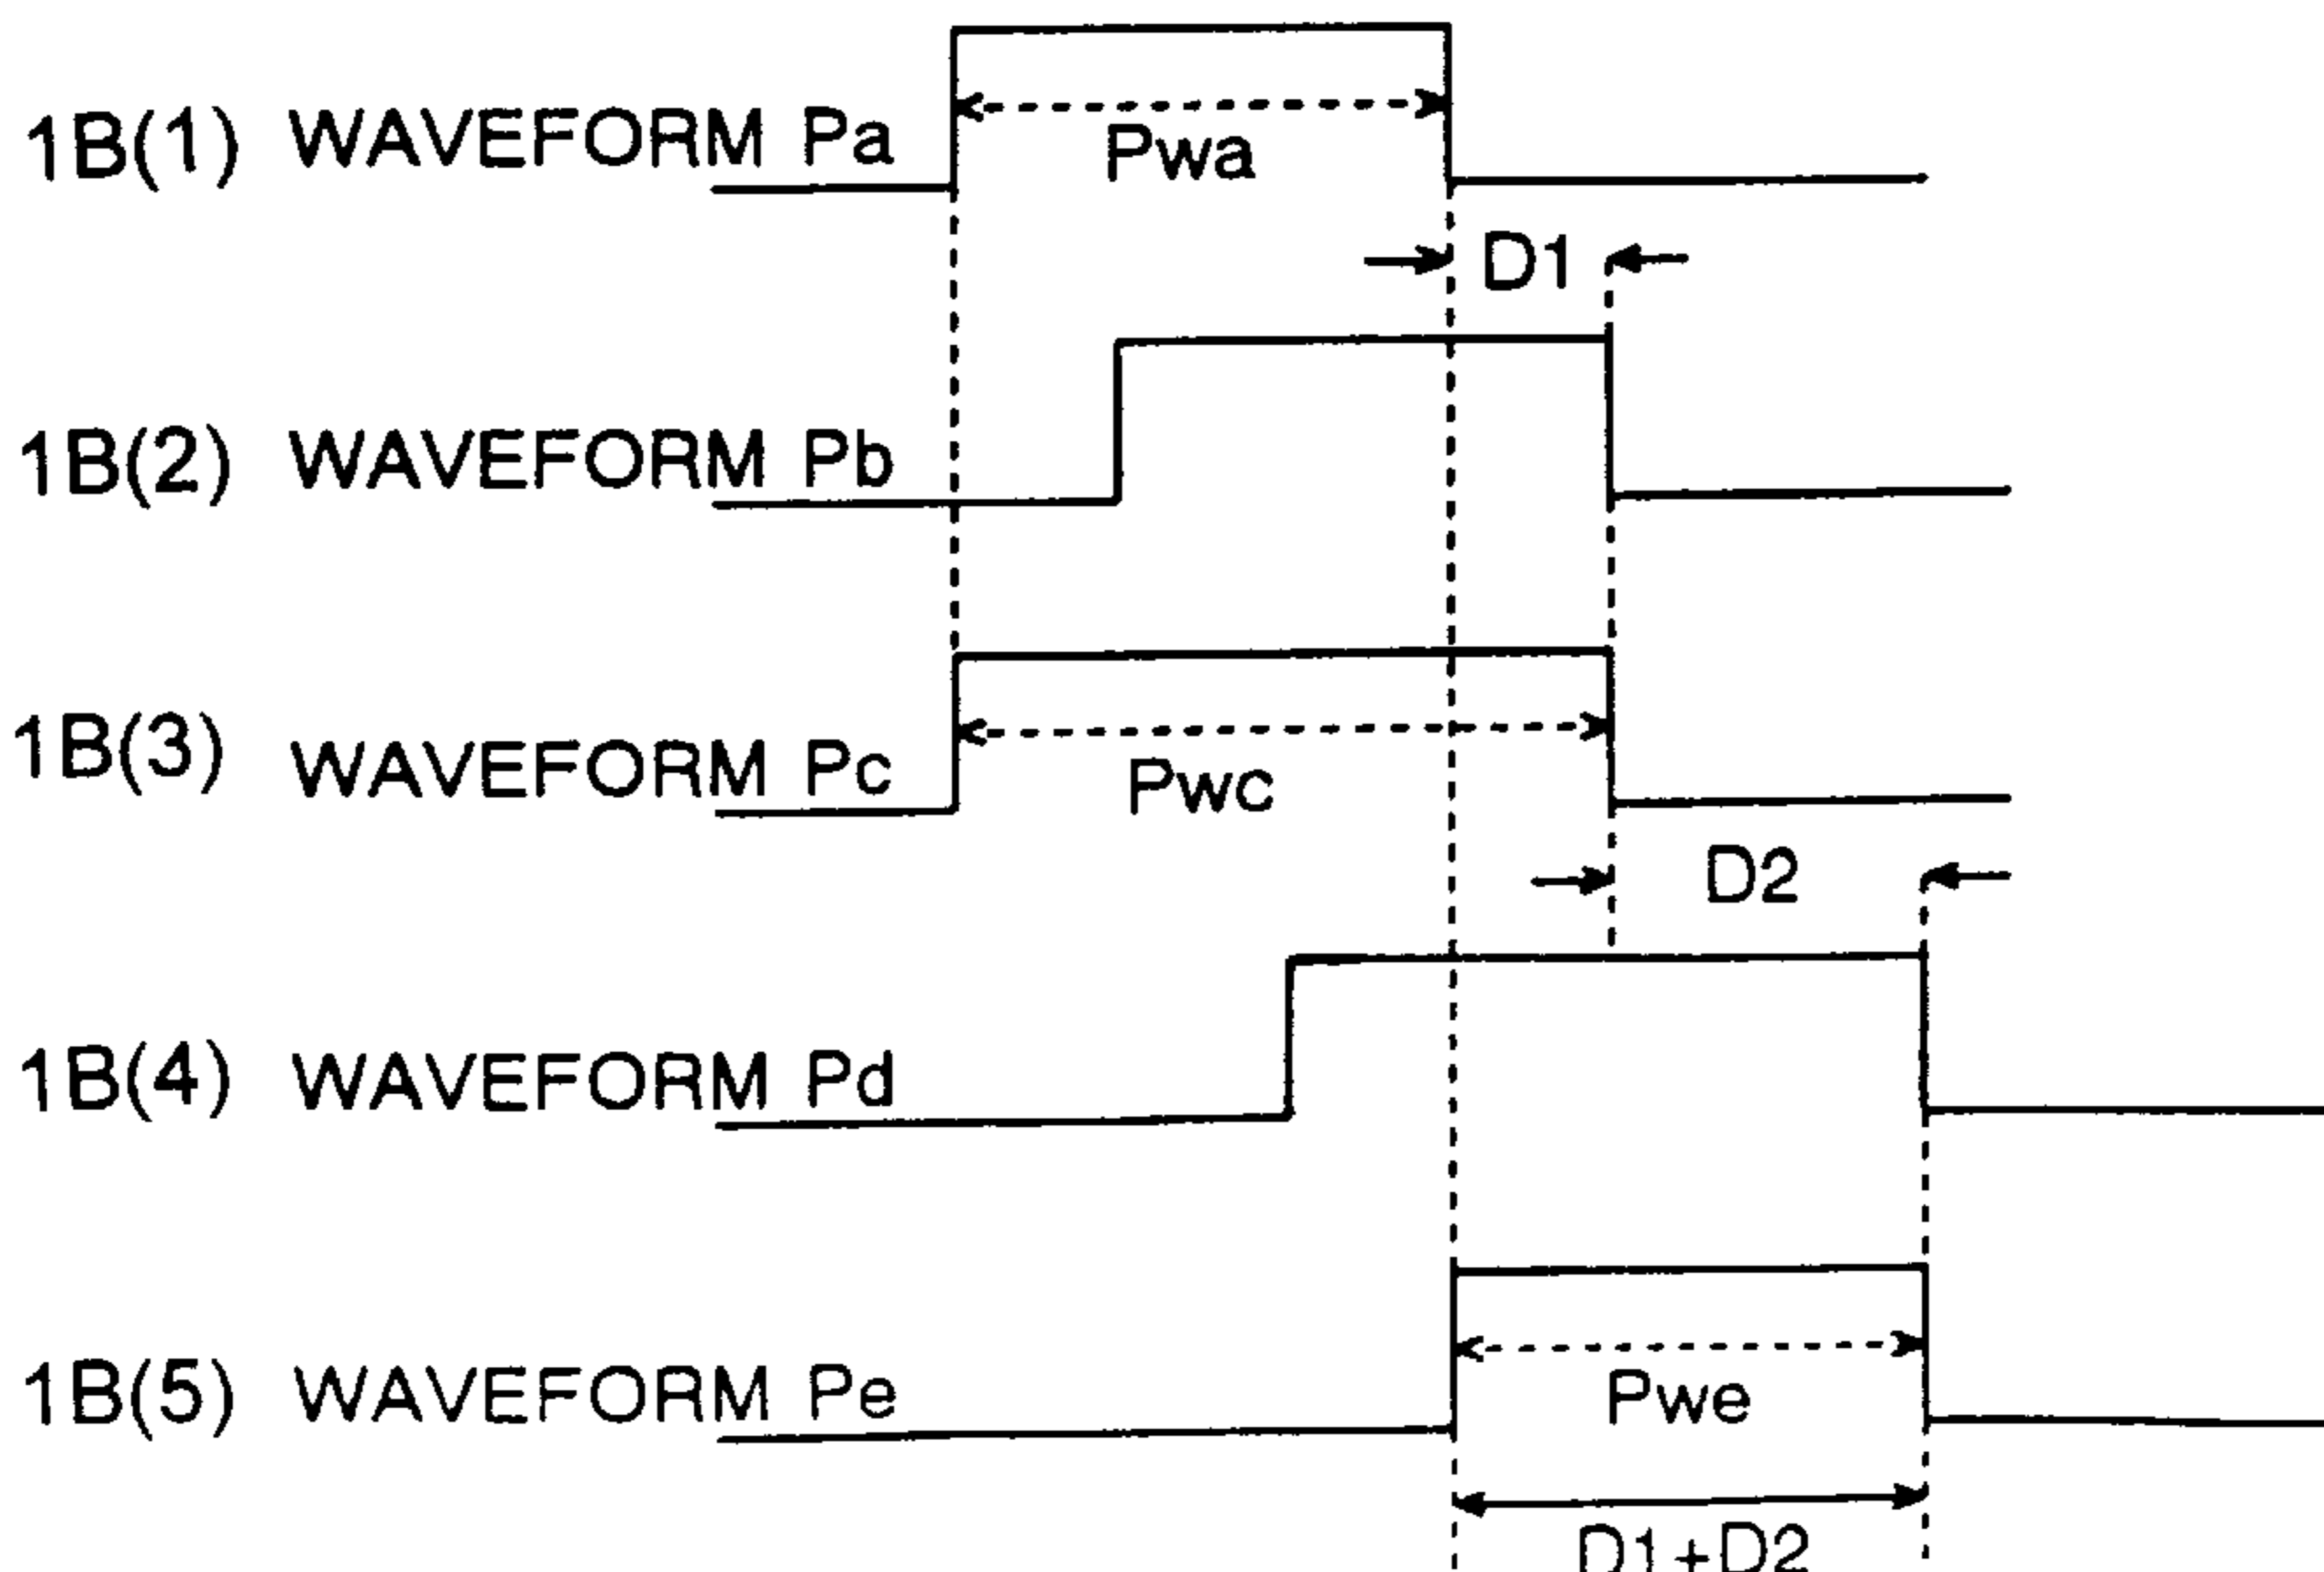 1B(1) WAVEFORM Pa
Pwa
D1
1B(2) WAVEFORM Pb
1B(3) WAVEFORM Pc
Pwc
D2
1B(4) WAVEFORM Pd
1B(5) WAVEFORM Pe
Pwe
D1+D2